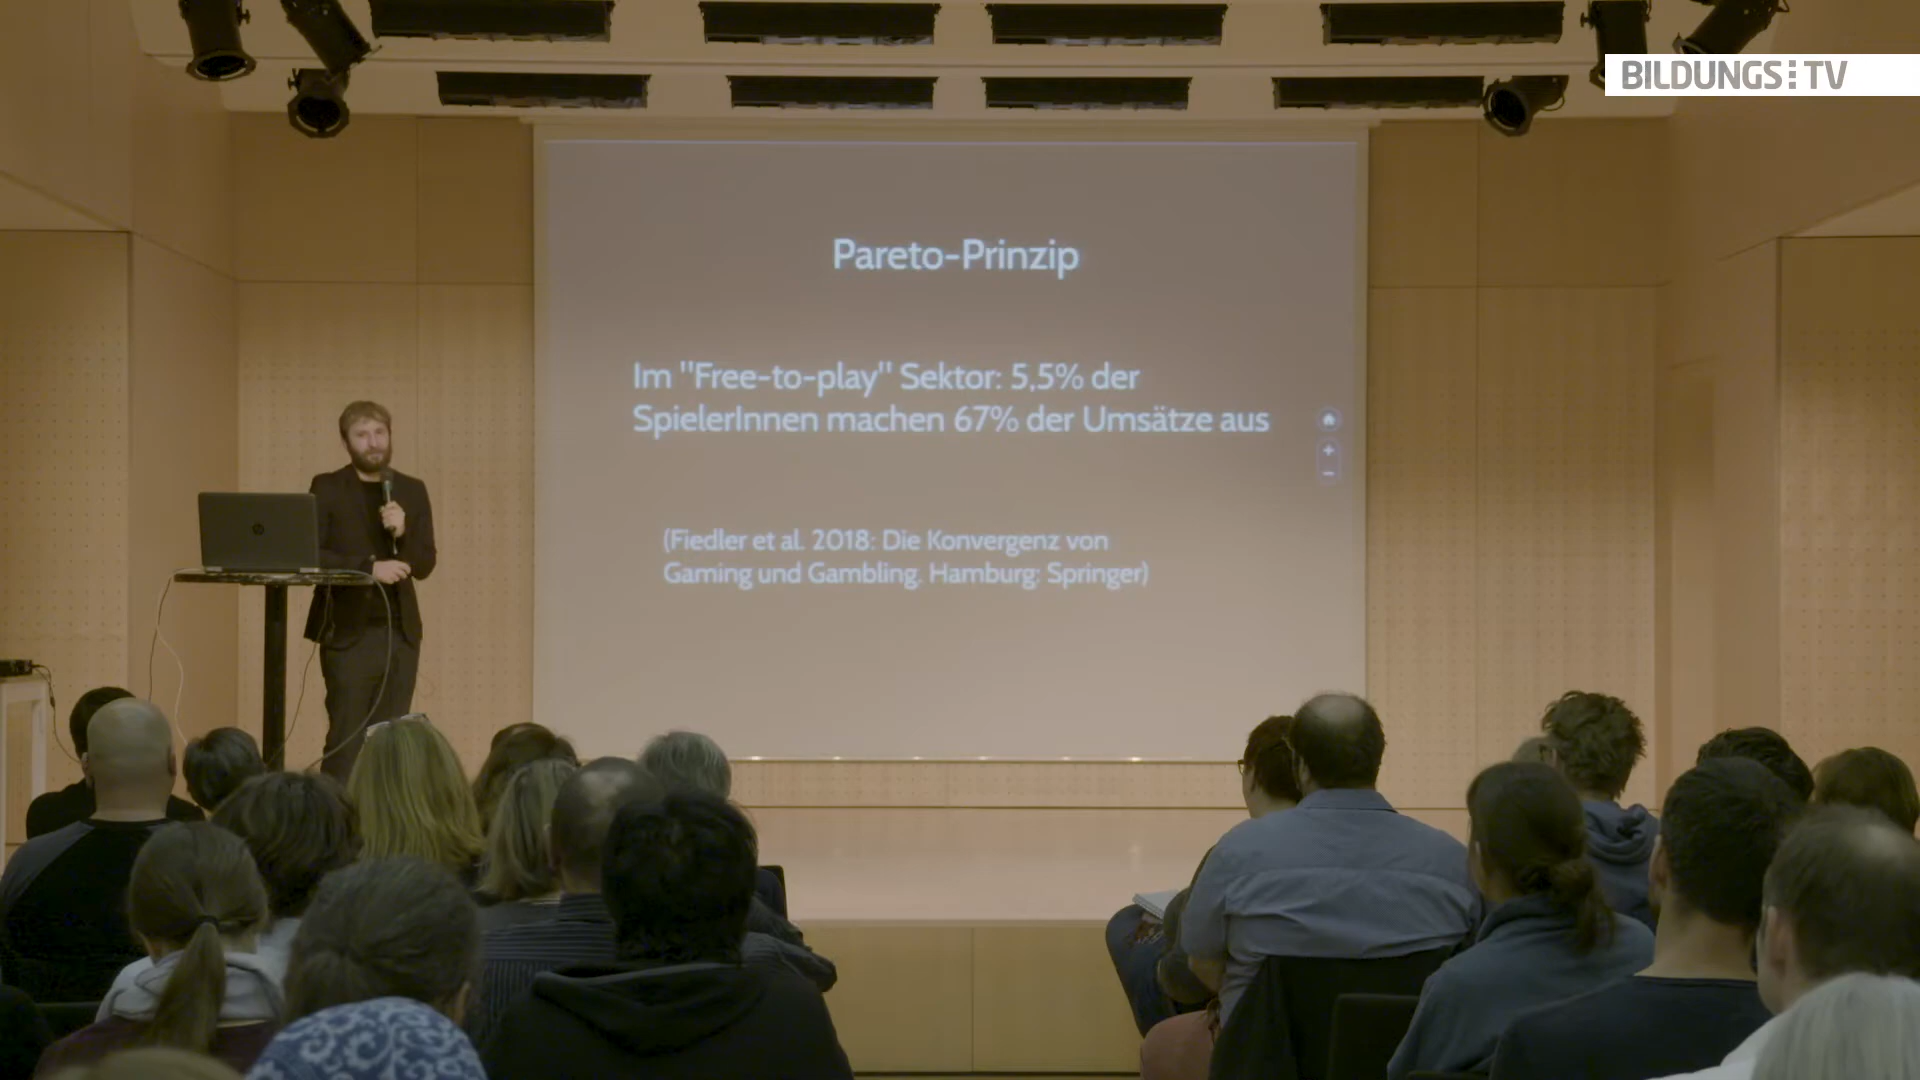 BILDUNGS:TV
Pareto-Prinzip
Im "Free-to-play" Sektor: 5,5% der
SpielerInnen machen 67% der Umsätze aus
(Fiedler et al. 2018: Die Konvergenz von
Gaming und Gambling. Hamburg: Springer)